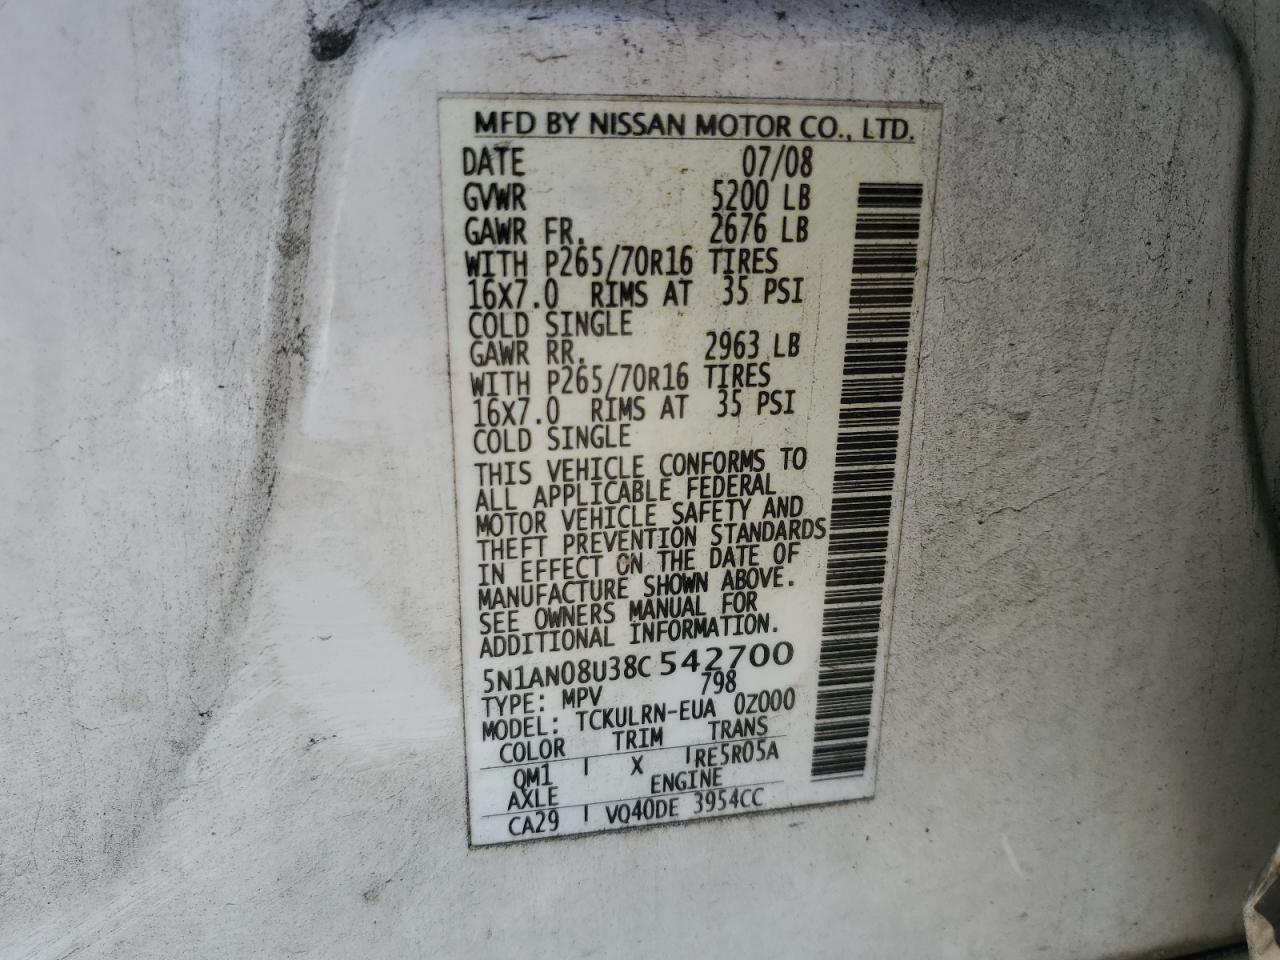 MFD BY NISSAN MOTOR CO., LTD.
DATE 07/08
GVWR 5200 LB
GAWR FR. 2676 LB
WITH P265/70R16 TIRES
16X7.0 RIMS AT 35 PSI
COLD SINGLE
GAWR RR. 2963 LB
WITH P265/70R16 TIRES
16X7.0 RIMS AT 35 PSI
COLD SINGLE
THIS VEHICLE CONFORMS TO
ALL APPLICABLE FEDERAL
MOTOR VEHICLE SAFETY AND
THEFT PREVENTION STANDARDS
IN EFFECT ON THE DATE OF
MANUFACTURE SHOWN ABOVE.
SEE OWNERS MANUAL FOR
ADDITIONAL INFORMATION.
5N1AN08U38C542700
TYPE: MPV 798
MODEL: TCKULRN-EUA 0Z000
COLOR TRIM TRANS
QM1 X RE5R05A
AXLE ENGINE
CA29 VQ40DE 3954CC